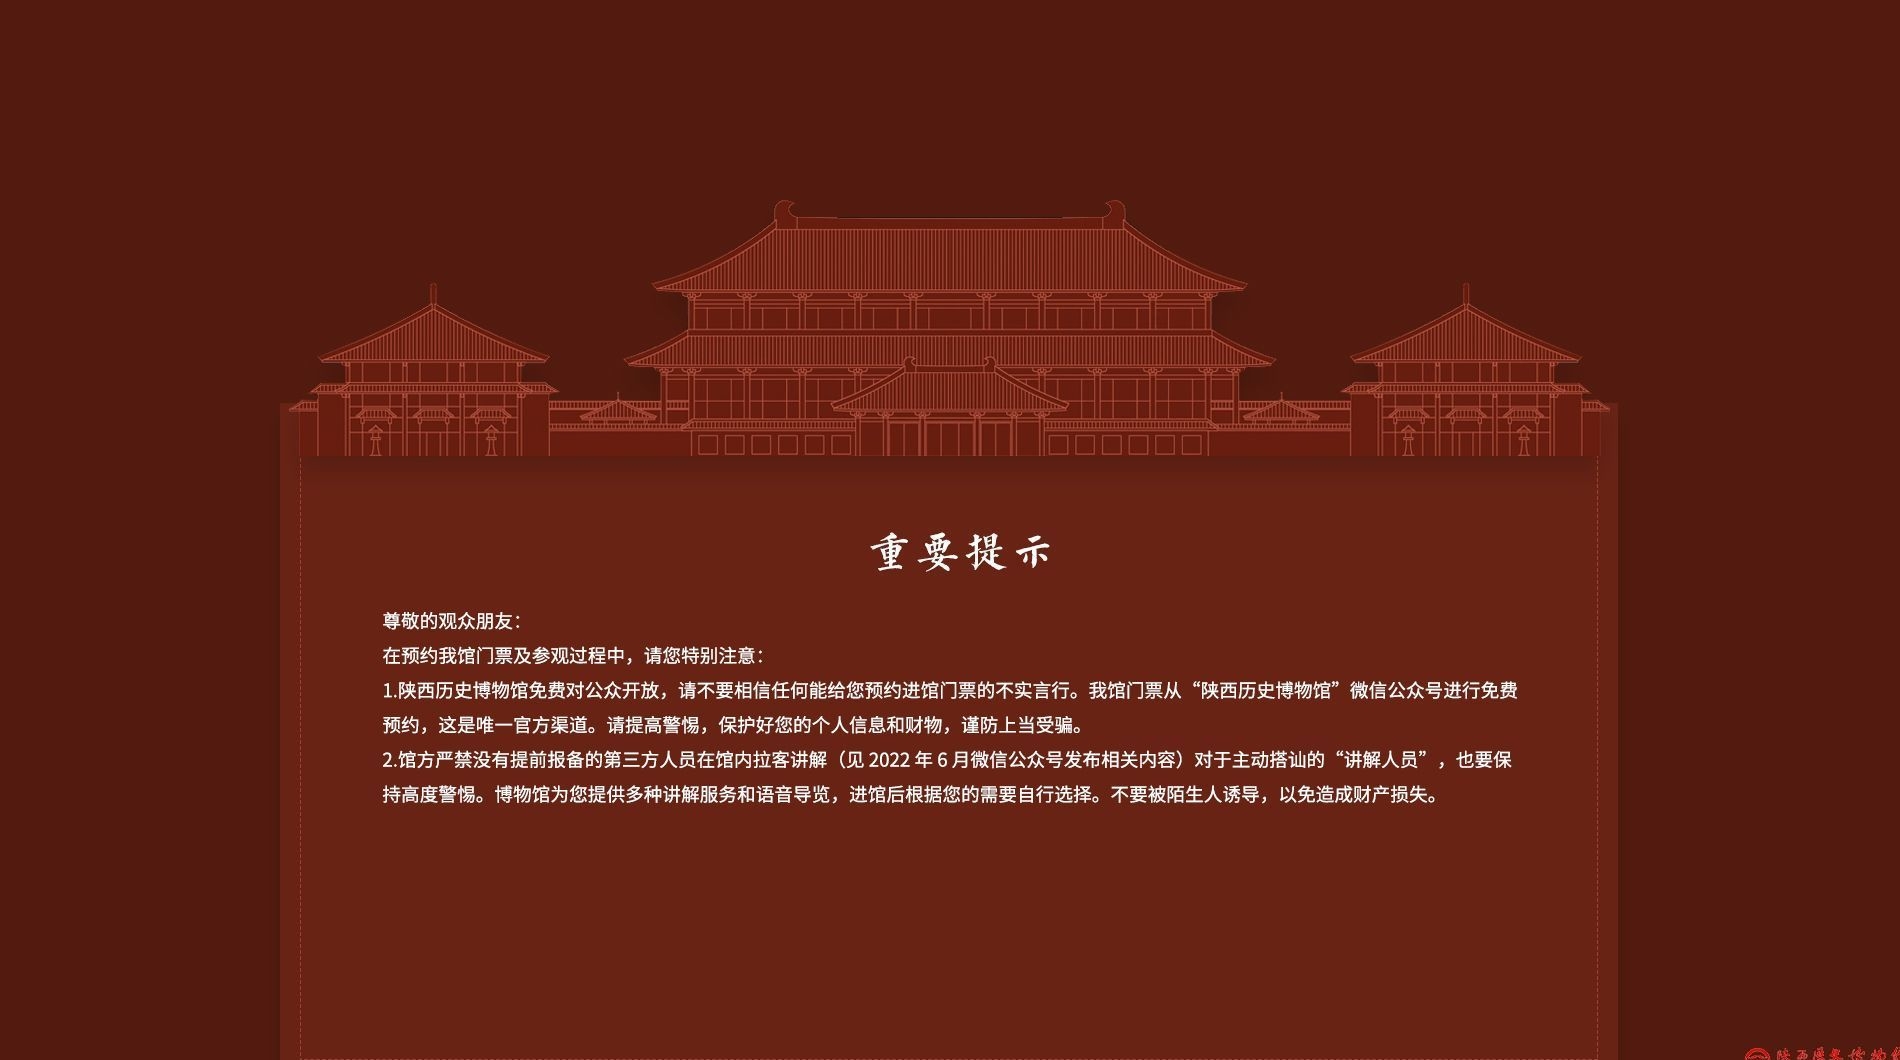 重要提示
尊敬的观众朋友：
在预约我馆门票及参观过程中，请您特别注意：
1.陕西历史博物馆免费对公众开放，请不要相信任何能给您预约进馆门票的不实言行。我馆门票从“陕西历史博物馆”微信公众号进行免费
预约，这是唯一官方渠道。请提高警惕，保护好您的个人信息和财物，谨防上当受骗。
2.馆方严禁没有提前报备的第三方人员在馆内拉客讲解（见 2022 年 6 月微信公众号发布相关内容）对于主动搭讪的“讲解人员”，也要保
持高度警惕。博物馆为您提供多种讲解服务和语音导览，进馆后根据您的需要自行选择。不要被陌生人诱导，以免造成财产损失。